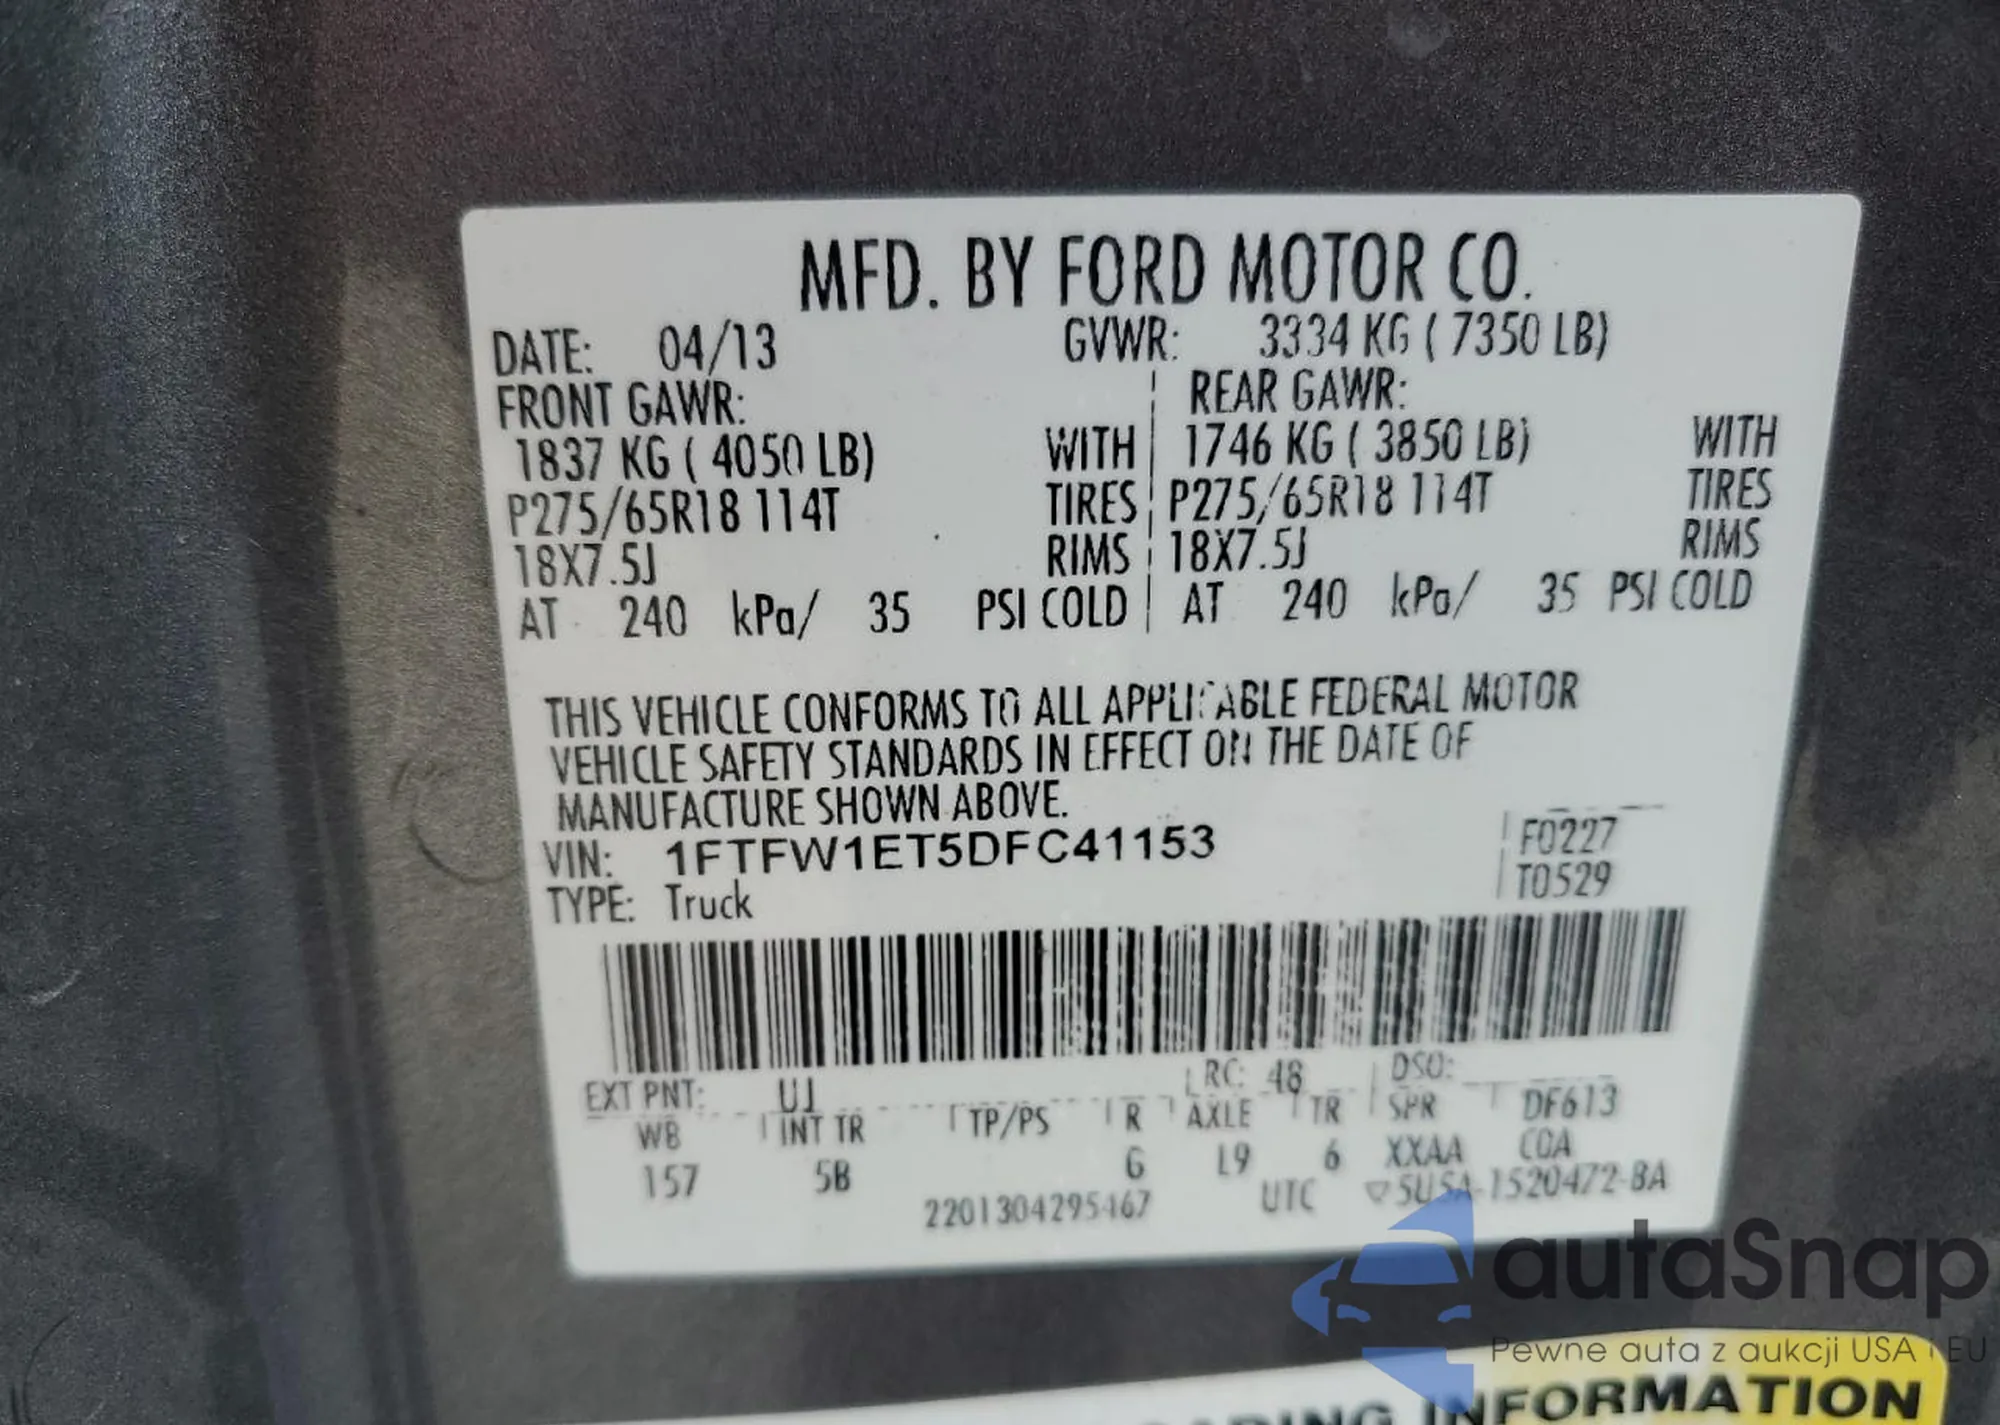 MFD. BY FORD MOTOR CO.
DATE: 04/13 GVWR: 3334 KG ( 7350 LB)
FRONT GAWR: REAR GAWR:
1837 KG ( 4050 LB) WITH 1746 KG ( 3850 LB) WITH
P275/65R18 114T TIRES P275/65R18 114T TIRES
18X7.5J RIMS 18X7.5J RIMS
AT 240 kPa/ 35 PSI COLD AT 240 kPa/ 35 PSI COLD
THIS VEHICLE CONFORMS TO ALL APPLICABLE FEDERAL MOTOR
VEHICLE SAFETY STANDARDS IN EFFECT ON THE DATE OF
MANUFACTURE SHOWN ABOVE.
VIN: 1FTFW1ET5DFC41153 F0227
TYPE: Truck T0529
EXT PNT: UJ RC: 48 DSO:
WB INT TR TP/PS R AXLE TR SPR DF613
157 5B G L9 6 XXAA CQA
2201304295467 UTC ▽5USA-1520472-BA
autaSnap
Pewne auta z aukcji USA i EU
INFORMATION